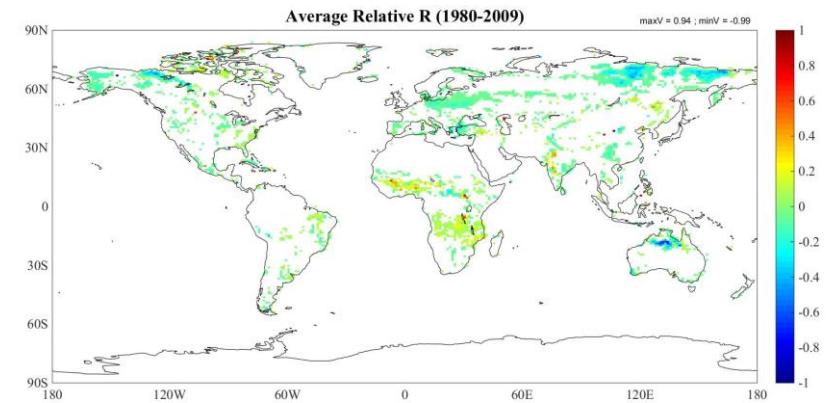 Average Relative R (1980-2009)
maxV = 0.94 ; minV = -0.99
90N
60N
30N
0
30S
60S
90S
180
120W
60W
0
60E
120E
180
1
0.8
0.6
0.4
0.2
0
-0.2
-0.4
-0.6
-0.8
-1